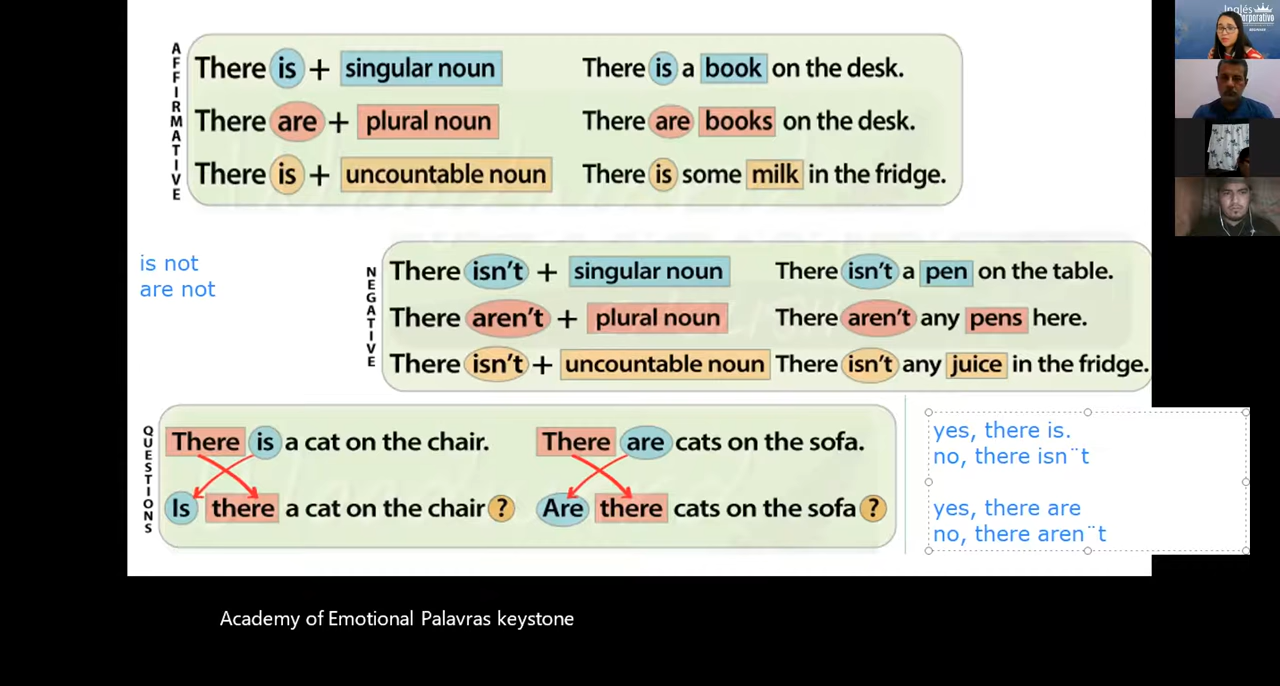 AFFIRMATIVE
There is + singular noun There is a book on the desk.
There are + plural noun There are books on the desk.
There is + uncountable noun There is some milk in the fridge.
is not
are not
NEGATIVE
There isn't + singular noun There isn't a pen on the table.
There aren't + plural noun There aren't any pens here.
There isn't + uncountable noun There isn't any juice in the fridge.
QUESTIONS
There is a cat on the chair. There are cats on the sofa.
Is there a cat on the chair ? Are there cats on the sofa ?
yes, there is.
no, there isn¨t
yes, there are
no, there aren¨t
Academy of Emotional Palavras keystone
Inglés